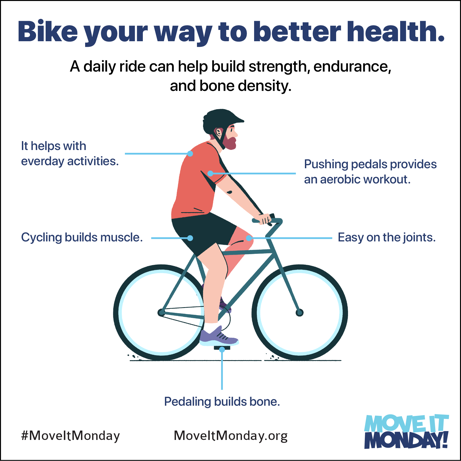 Bike your way to better health.
A daily ride can help build strength, endurance,
and bone density.
It helps with
everday activities.
Pushing pedals provides
an aerobic workout.
Cycling builds muscle.
Easy on the joints.
Pedaling builds bone.
#MoveItMonday
MoveItMonday.org
MOVE IT
MONDAY!